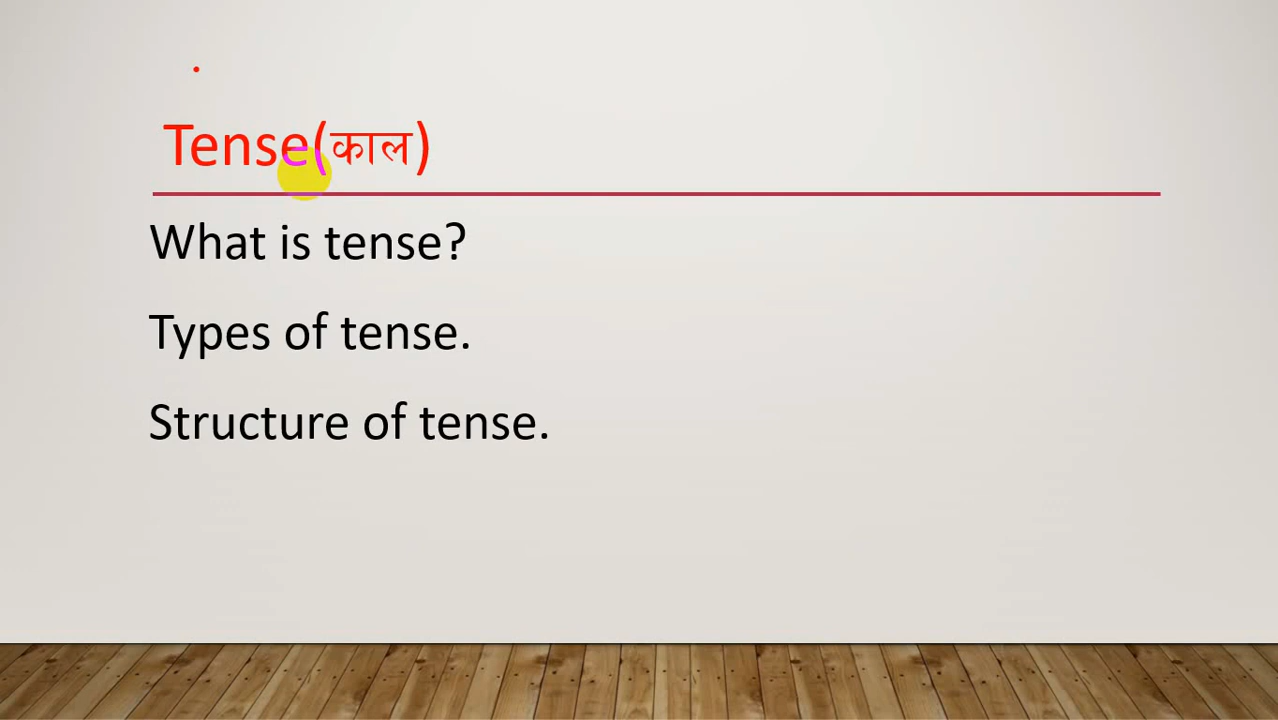 Tense(काल)
What is tense?
Types of tense.
Structure of tense.